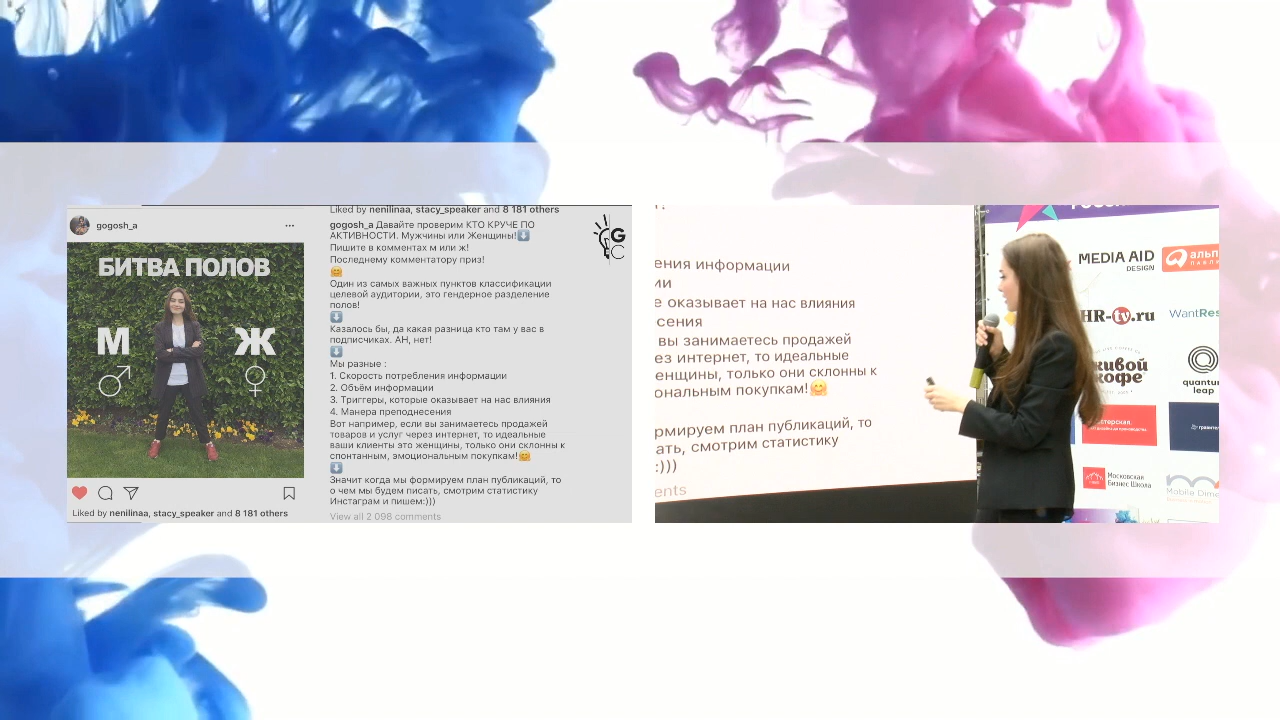 Liked by nenilinaa, stacy_speaker and 8 181 others
gogosh_a
БИТВА ПОЛОВ
М Ж
Liked by nenilinaa, stacy_speaker and 8 181 others
gogosh_a Давайте проверим КТО КРУЧЕ ПО
АКТИВНОСТИ. Мужчины или Женщины!⬇️
Пишите в комментах м или ж!
Последнему комментатору приз!
🤗
Один из самых важных пунктов классификации
целевой аудитории, это гендерное разделение
полов!
⬇️
Казалось бы, да какая разница кто там у вас в
подписчиках. АН, нет!
⬇️
Мы разные :
1. Скорость потребления информации
2. Объём информации
3. Триггеры, которые оказывает на нас влияния
4. Манера преподнесения
Вот например, если вы занимаетесь продажей
товаров и услуг через интернет, то идеальные
ваши клиенты это женщины, только они склонны к
спонтанным, эмоциональным покупкам!🤗
⬇️
Значит когда мы формируем план публикаций, то
о чем мы будем писать, смотрим статистику
Инстаграм и пишем:)))
View all 2 098 comments
G
C
ения информации
ии
е оказывает на нас влияния
сения
вы занимаетесь продажей
ез интернет, то идеальные
енщины, только они склонны к
ональным покупкам!🤗
рмируем план публикаций, то
ать, смотрим статистику
:)))
ents
MEDIA AID
DESIGN
HR-tv.ru
WantRes
живой
кофе
quantum
leap
Московская
Бизнес Школа
Mobile Dime